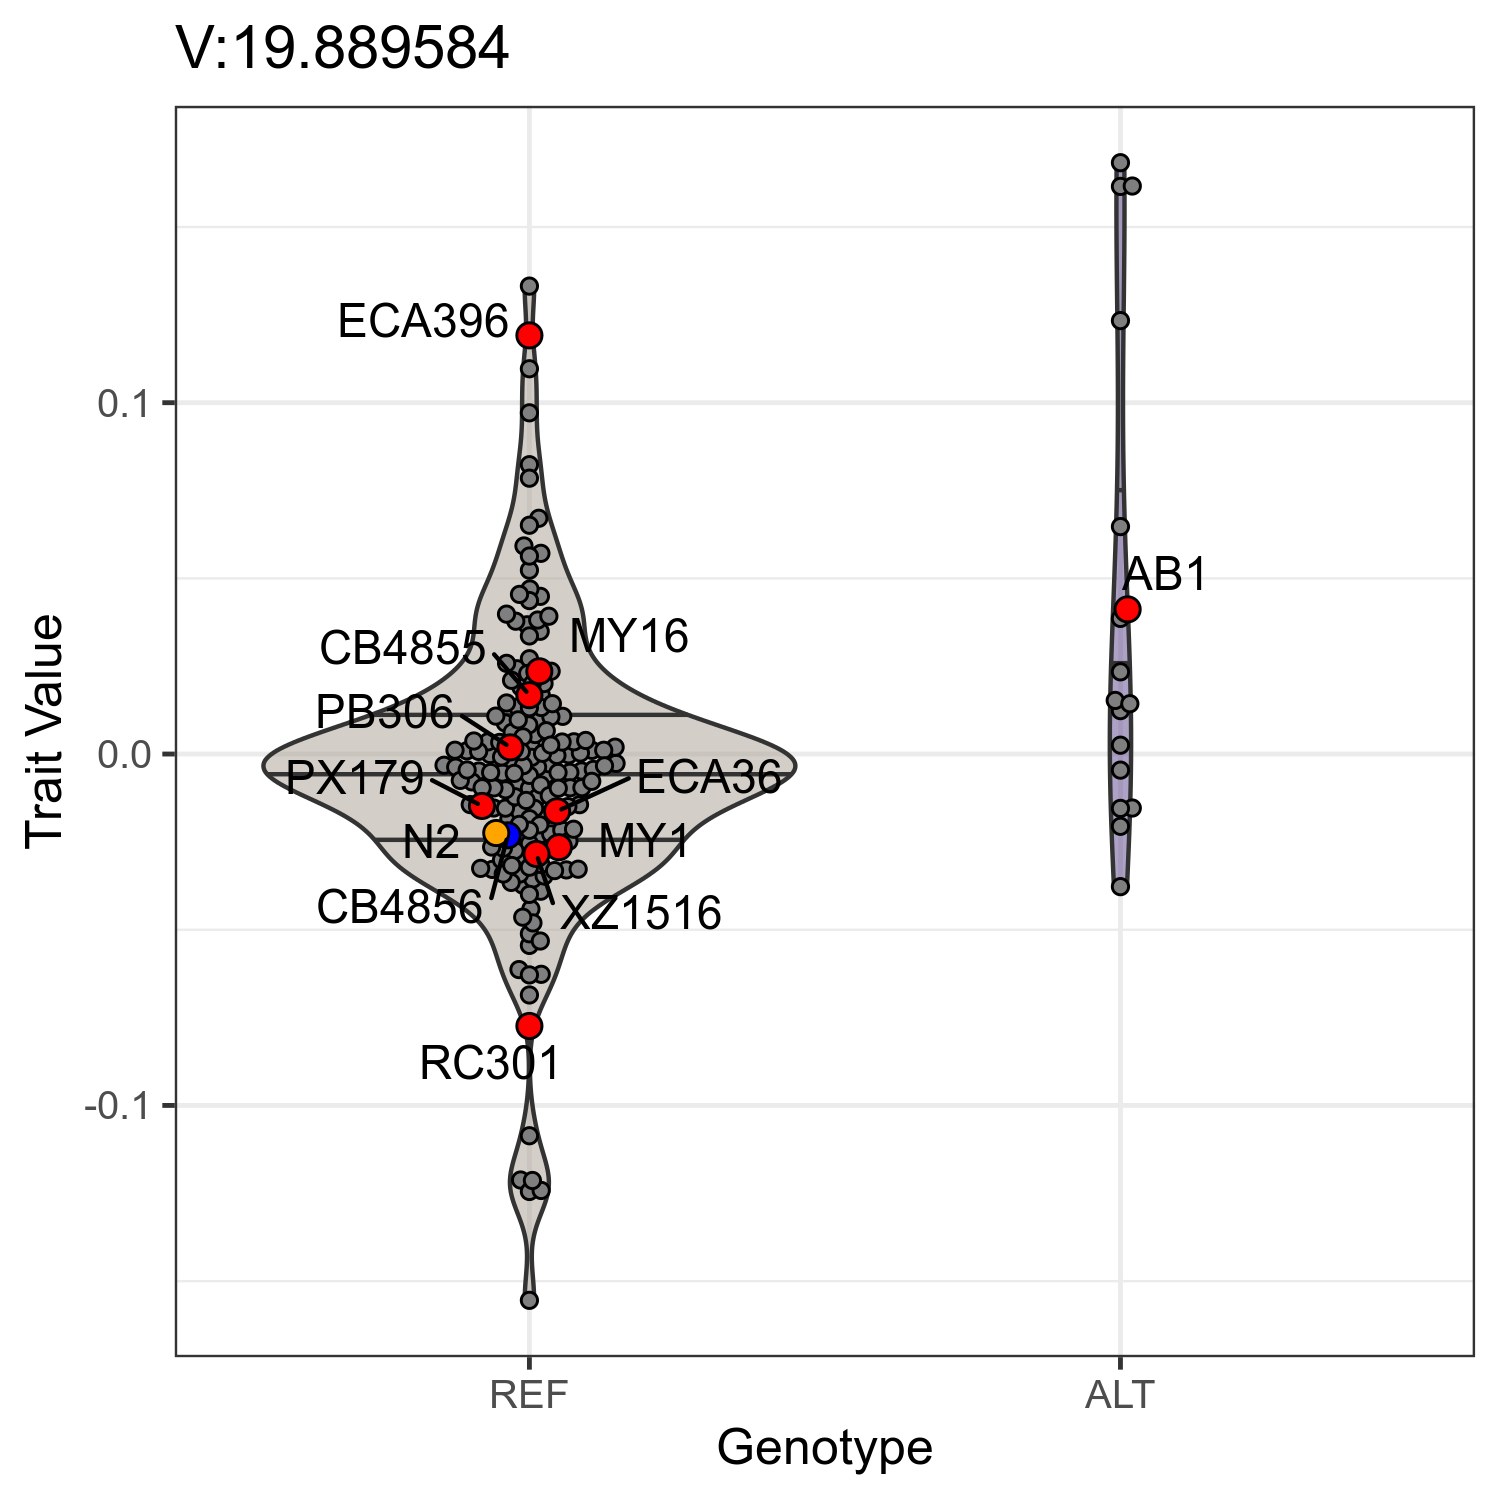 V:19.889584
ECA396
0.1
AB1
CB4855
MY16
PB306
0.0
PX179
ECA36
N2
MY1
CB4856
XZ1516
RC301
-0.1
Trait Value
REF
ALT
Genotype